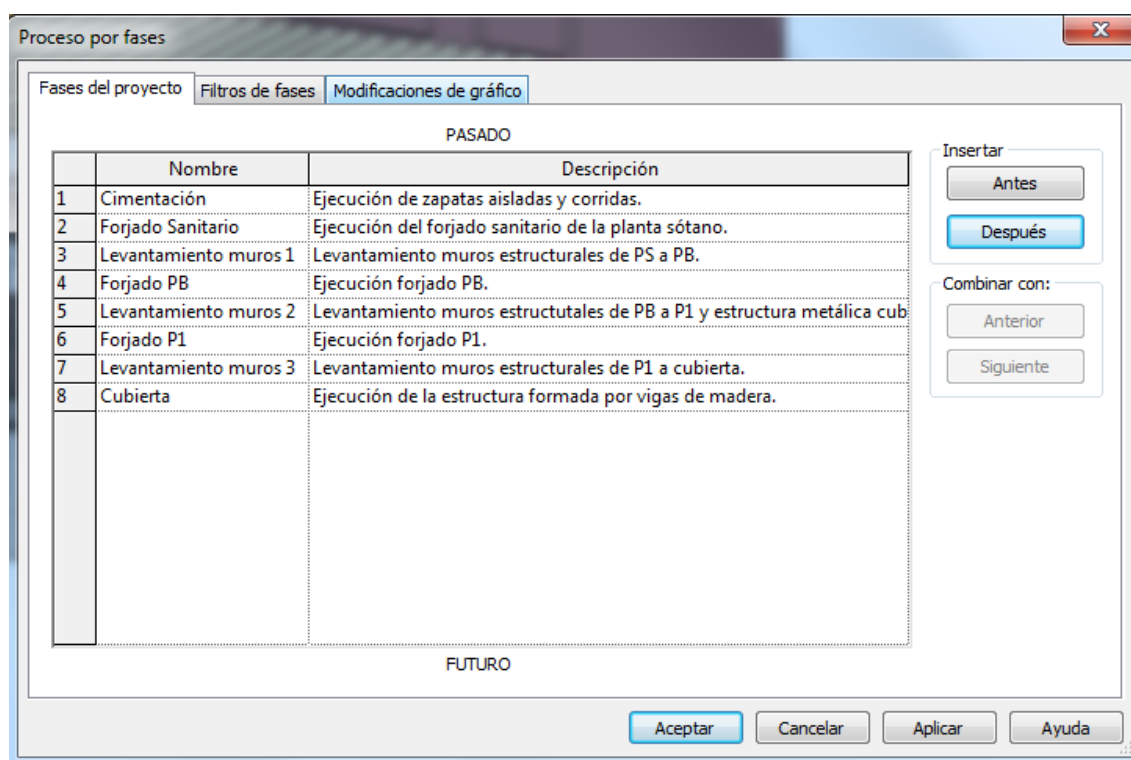 Proceso por fases
Fases del proyecto Filtros de fases Modificaciones de gráfico
PASADO
Nombre Descripción
1 Cimentación Ejecución de zapatas aisladas y corridas.
2 Forjado Sanitario Ejecución del forjado sanitario de la planta sótano.
3 Levantamiento muros 1 Levantamiento muros estructurales de PS a PB.
4 Forjado PB Ejecución forjado PB.
5 Levantamiento muros 2 Levantamiento muros estructutales de PB a P1 y estructura metálica cub
6 Forjado P1 Ejecución forjado P1.
7 Levantamiento muros 3 Levantamiento muros estructurales de P1 a cubierta.
8 Cubierta Ejecución de la estructura formada por vigas de madera.
FUTURO
Insertar
Antes
Después
Combinar con:
Anterior
Siguiente
Aceptar Cancelar Aplicar Ayuda